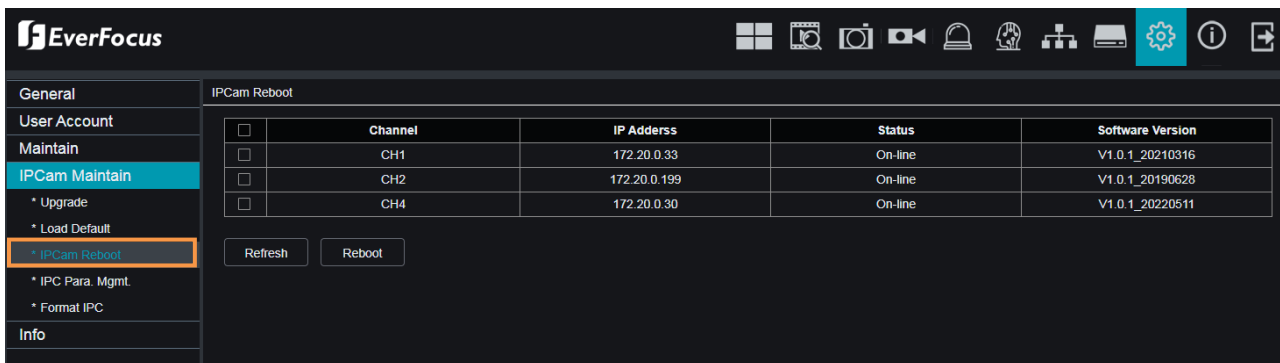 EverFocus
General
User Account
Maintain
IPCam Maintain
* Upgrade
* Load Default
* IPCam Reboot
* IPC Para. Mgmt.
* Format IPC
Info
IPCam Reboot
Channel IP Adderss Status Software Version
CH1 172.20.0.33 On-line V1.0.1_20210316
CH2 172.20.0.199 On-line V1.0.1_20190628
CH4 172.20.0.30 On-line V1.0.1_20220511
Refresh Reboot